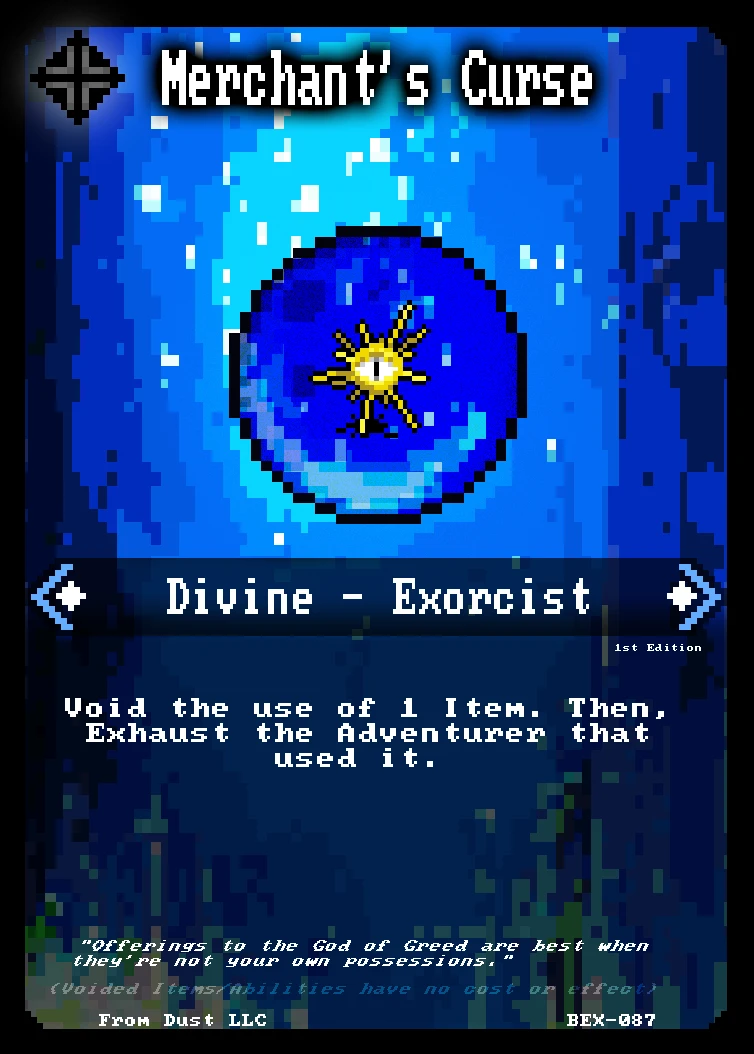 Merchant's Curse
Divine - Exorcist
1st Edition
Void the use of 1 Item. Then,
Exhaust the Adventurer that
used it.
"Offerings to the God of Greed are best when
they're not your own possessions."
(Voided Items/Abilities have no cost or effect)
From Dust LLC
BEX-087